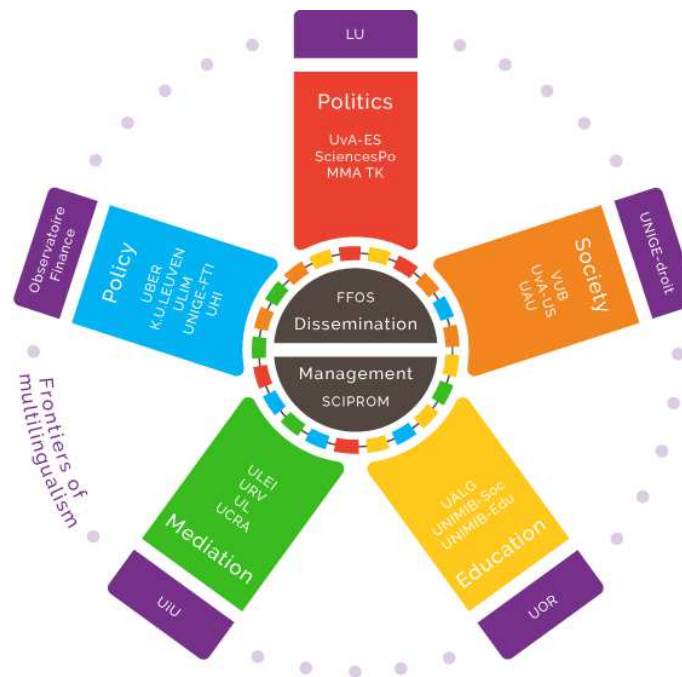 LU
Politics
UvA-ES
SciencesPo
MMA TK
UNIGE-droit
Society
VUB
UvA-US
UAU
Observatoire
Finance
Policy
UBER
K.U.LEUVEN
ULIM
UNIGE-FTI
UHI
FFOS
Dissemination
Management
SCIPROM
Frontiers of
multilingualism
ULEI
URV
UL
UCRA
Mediation
UiU
UALG
UNIMIB-Soc
UNIMIB-Edu
Education
UOR